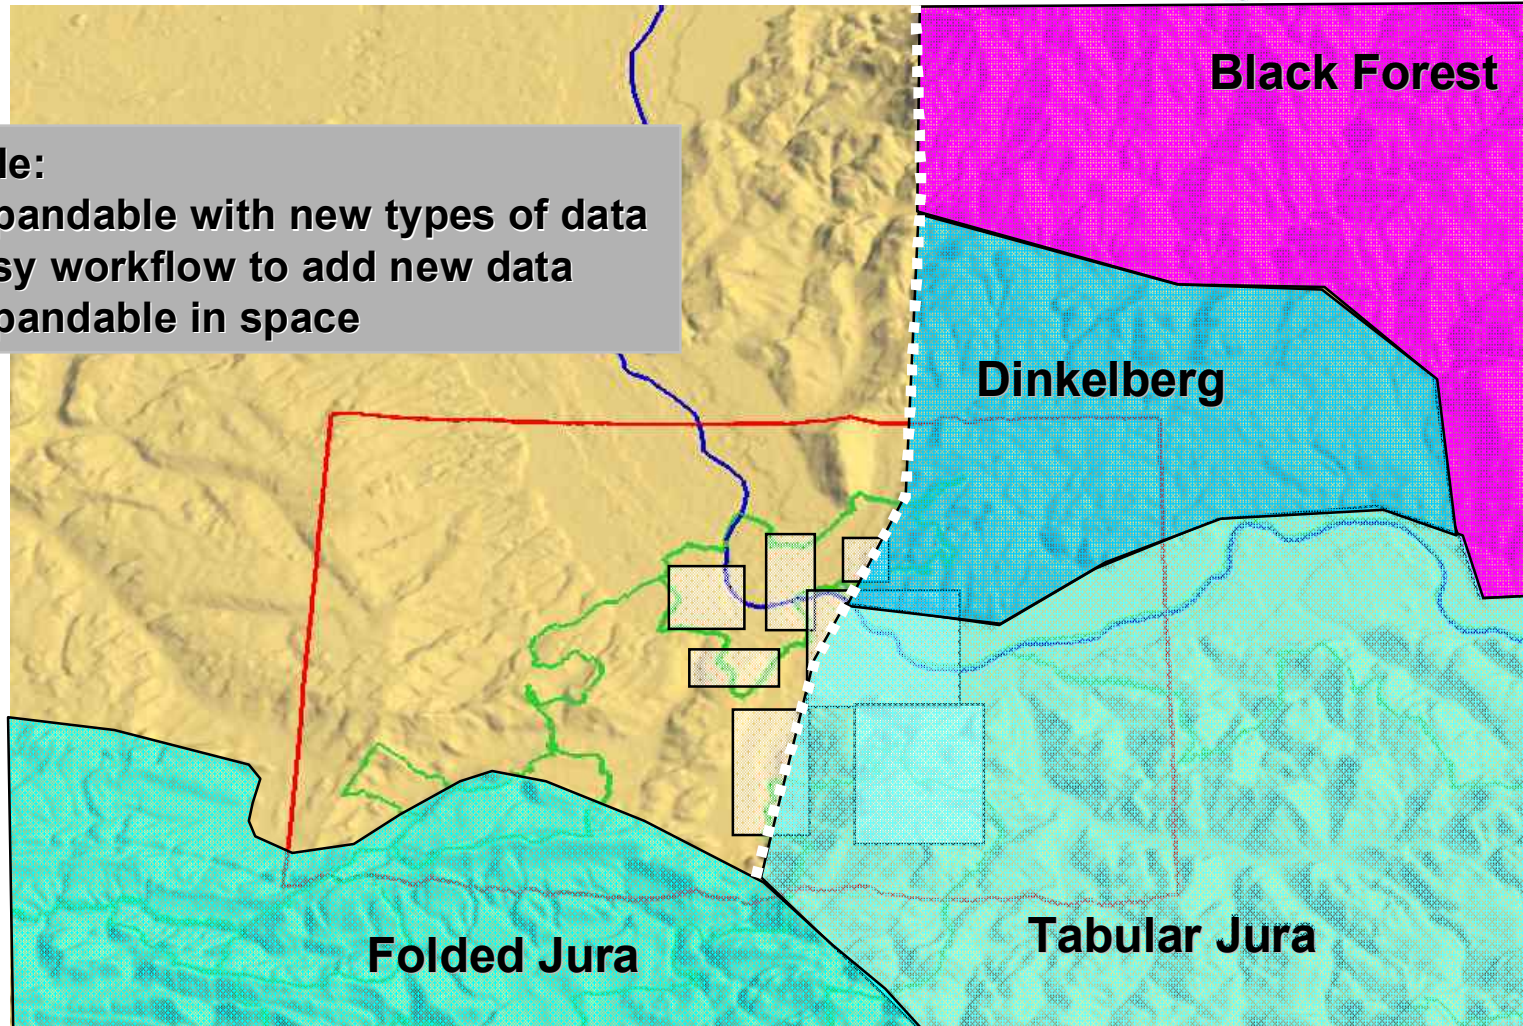 Black Forest
le:
pandable with new types of data
sy workflow to add new data
pandable in space
Dinkelberg
Tabular Jura
Folded Jura